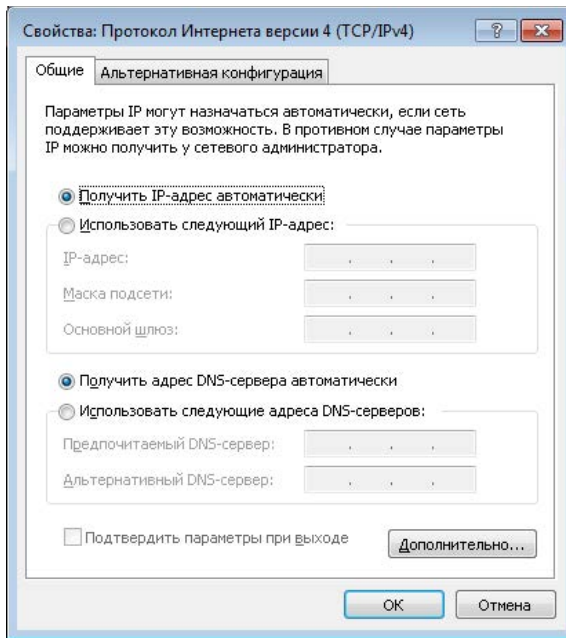 Свойства: Протокол Интернета версии 4 (TCP/IPv4)
Общие
Альтернативная конфигурация
Параметры IP могут назначаться автоматически, если сеть
поддерживает эту возможность. В противном случае параметры
IP можно получить у сетевого администратора.
Получить IP-адрес автоматически
Использовать следующий IP-адрес:
IP-адрес:
Маска подсети:
Основной шлюз:
Получить адрес DNS-сервера автоматически
Использовать следующие адреса DNS-серверов:
Предпочитаемый DNS-сервер:
Альтернативный DNS-сервер:
Подтвердить параметры при выходе
Дополнительно...
ОК
Отмена